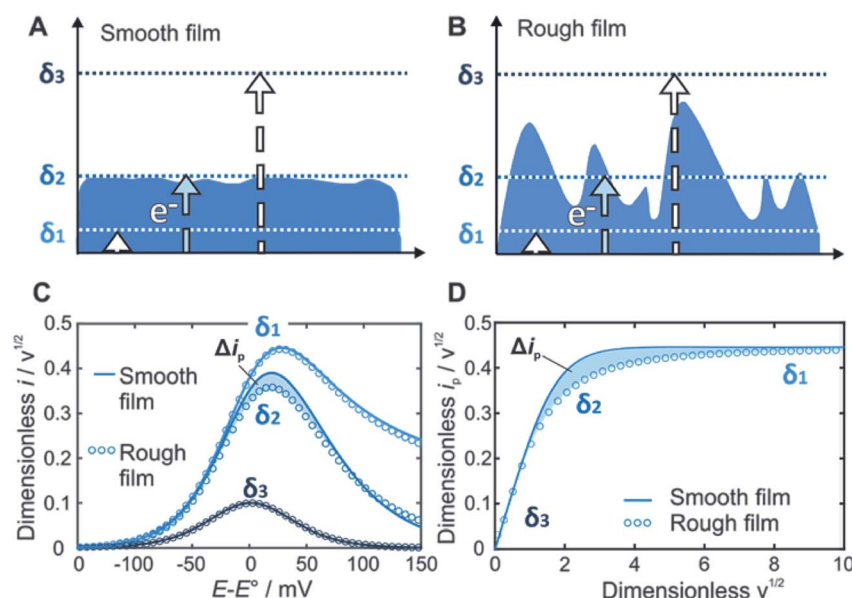 A Smooth film
δ3
δ2
e-
δ1
B Rough film
δ3
δ2
e-
δ1
C
Dimensionless i / v1/2
0.5
0.4
0.3
0.2
0.1
0
δ1
Δip
Smooth film
δ2
Rough film
δ3
-100 -50 0 50 100 150
E-E° / mV
D
Dimensionless ip / v1/2
0.5
0.4
0.3
0.2
0.1
0
Δip
δ1
δ2
δ3
Smooth film
Rough film
0 2 4 6 8 10
Dimensionless v1/2